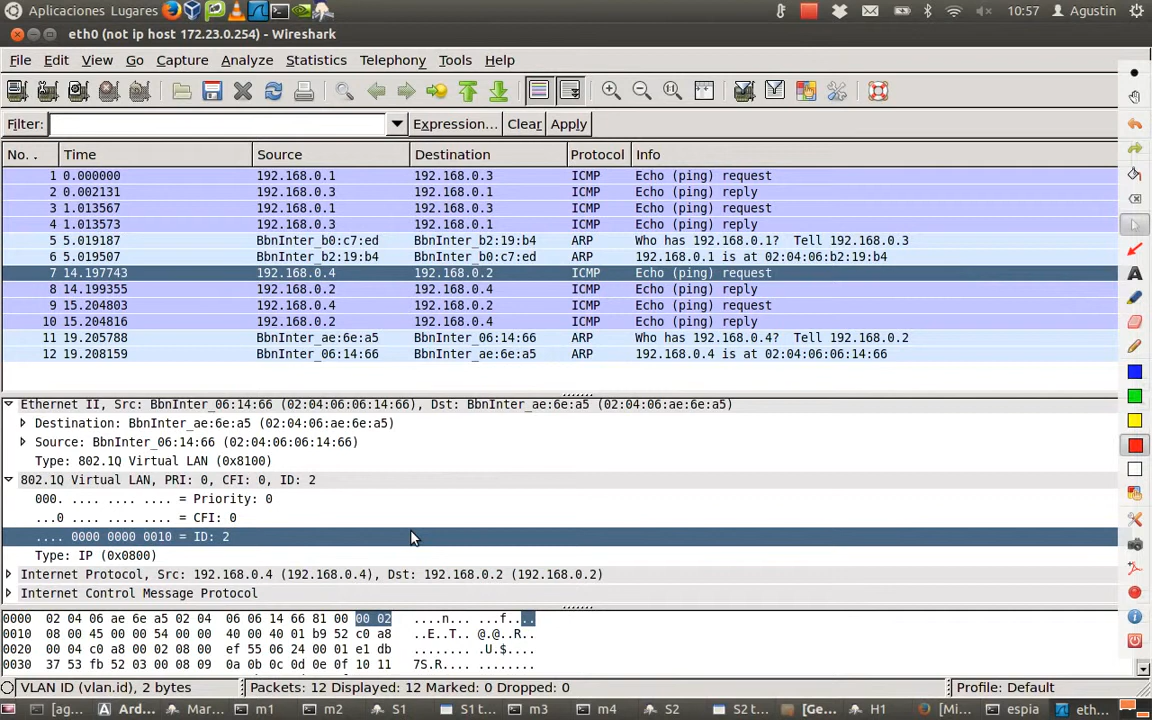 Aplicaciones Lugares 10:57 Agustin
eth0 (not ip host 172.23.0.254) - Wireshark
File Edit View Go Capture Analyze Statistics Telephony Tools Help
Filter: Expression... Clear Apply
No. . Time Source Destination Protocol Info
1 0.000000 192.168.0.1 192.168.0.3 ICMP Echo (ping) request
2 0.002131 192.168.0.3 192.168.0.1 ICMP Echo (ping) reply
3 1.013567 192.168.0.1 192.168.0.3 ICMP Echo (ping) request
4 1.013573 192.168.0.3 192.168.0.1 ICMP Echo (ping) reply
5 5.019187 BbnInter_b0:c7:ed BbnInter_b2:19:b4 ARP Who has 192.168.0.1? Tell 192.168.0.3
6 5.019507 BbnInter_b2:19:b4 BbnInter_b0:c7:ed ARP 192.168.0.1 is at 02:04:06:b2:19:b4
7 14.197743 192.168.0.4 192.168.0.2 ICMP Echo (ping) request
8 14.199355 192.168.0.2 192.168.0.4 ICMP Echo (ping) reply
9 15.204803 192.168.0.4 192.168.0.2 ICMP Echo (ping) request
10 15.204816 192.168.0.2 192.168.0.4 ICMP Echo (ping) reply
11 19.205788 BbnInter_ae:6e:a5 BbnInter_06:14:66 ARP Who has 192.168.0.4? Tell 192.168.0.2
12 19.208159 BbnInter_06:14:66 BbnInter_ae:6e:a5 ARP 192.168.0.4 is at 02:04:06:06:14:66
Ethernet II, Src: BbnInter_06:14:66 (02:04:06:06:14:66), Dst: BbnInter_ae:6e:a5 (02:04:06:ae:6e:a5)
Destination: BbnInter_ae:6e:a5 (02:04:06:ae:6e:a5)
Source: BbnInter_06:14:66 (02:04:06:06:14:66)
Type: 802.1Q Virtual LAN (0x8100)
802.1Q Virtual LAN, PRI: 0, CFI: 0, ID: 2
000. .... .... .... = Priority: 0
...0 .... .... .... = CFI: 0
.... 0000 0000 0010 = ID: 2
Type: IP (0x0800)
Internet Protocol, Src: 192.168.0.4 (192.168.0.4), Dst: 192.168.0.2 (192.168.0.2)
Internet Control Message Protocol
0000 02 04 06 ae 6e a5 02 04 06 06 14 66 81 00 00 02 ....n... ...f....
0010 08 00 45 00 00 54 00 00 40 00 40 01 b9 52 c0 a8 ..E..T.. @.@..R..
0020 00 04 c0 a8 00 02 08 00 ef 55 06 24 00 01 e1 db ........ .U.$....
0030 37 53 fb 52 03 00 08 09 0a 0b 0c 0d 0e 0f 10 11 7S.R.... ........
VLAN ID (vlan.id), 2 bytes Packets: 12 Displayed: 12 Marked: 0 Dropped: 0 Profile: Default
[ag... Ard... Mar... m1 m2 S1 S1 t... m3 m4 S2 S2 t... [Ge... H1 [Mi... espia eth...